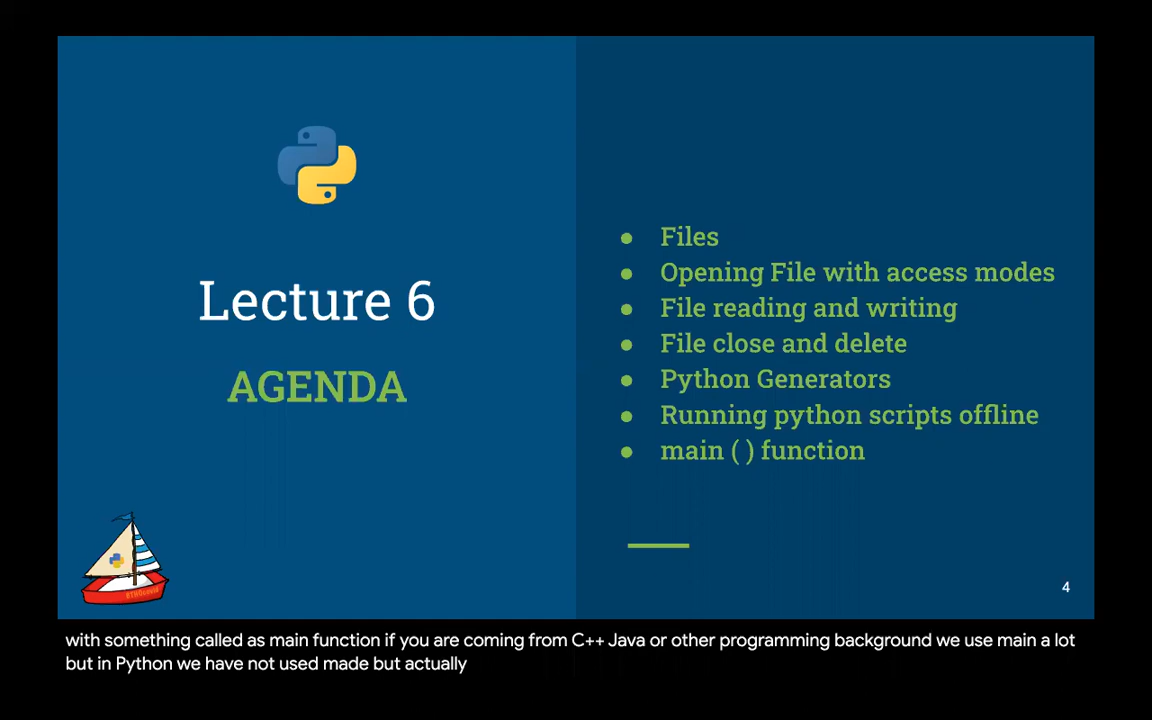 Lecture 6
AGENDA
● Files
● Opening File with access modes
● File reading and writing
● File close and delete
● Python Generators
● Running python scripts offline
● main ( ) function
4
with something called as main function if you are coming from C++ Java or other programming background we use main a lot
but in Python we have not used made but actually